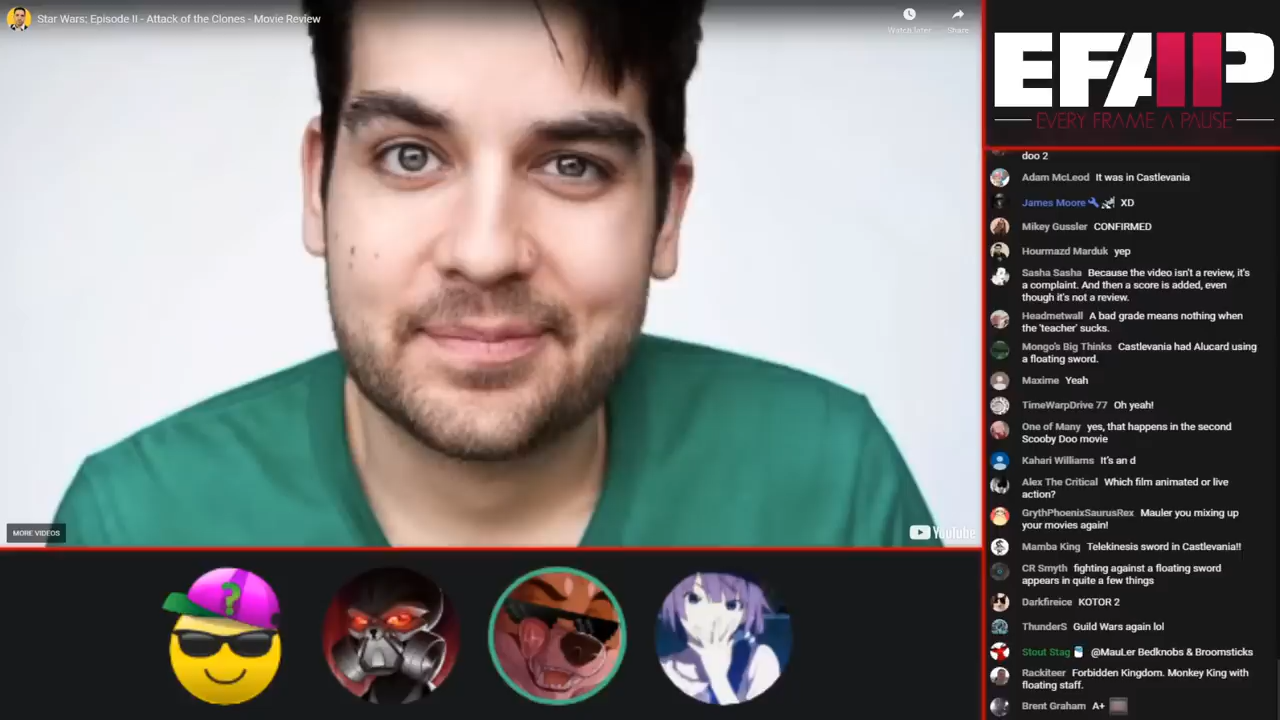 Star Wars: Episode II - Attack of the Clones - Movie Review
Watch later
Share
MORE VIDEOS
YouTube
?
EFAP
EVERY FRAME A PAUSE
doo 2
Adam McLeod It was in Castlevania
James Moore XD
Mikey Gussler CONFIRMED
Hourmazd Marduk yep
Sasha Sasha Because the video isn't a review, it's
a complaint. And then a score is added, even
though it's not a review.
Headmetwall A bad grade means nothing when
the 'teacher' sucks.
Mongo's Big Thinks Castlevania had Alucard using
a floating sword.
Maxime Yeah
TimeWarpDrive 77 Oh yeah!
One of Many yes, that happens in the second
Scooby Doo movie
Kahari Williams It's an d
Alex The Critical Which film animated or live
action?
GrythPhoenixSaurusRex Mauler you mixing up
your movies again!
Mamba King Telekinesis sword in Castlevania!!
CR Smyth fighting against a floating sword
appears in quite a few things
Darkfireice KOTOR 2
ThunderS Guild Wars again lol
Stout Stag @MauLer Bedknobs & Broomsticks
Rackiteer Forbidden Kingdom. Monkey King with
floating staff.
Brent Graham A+